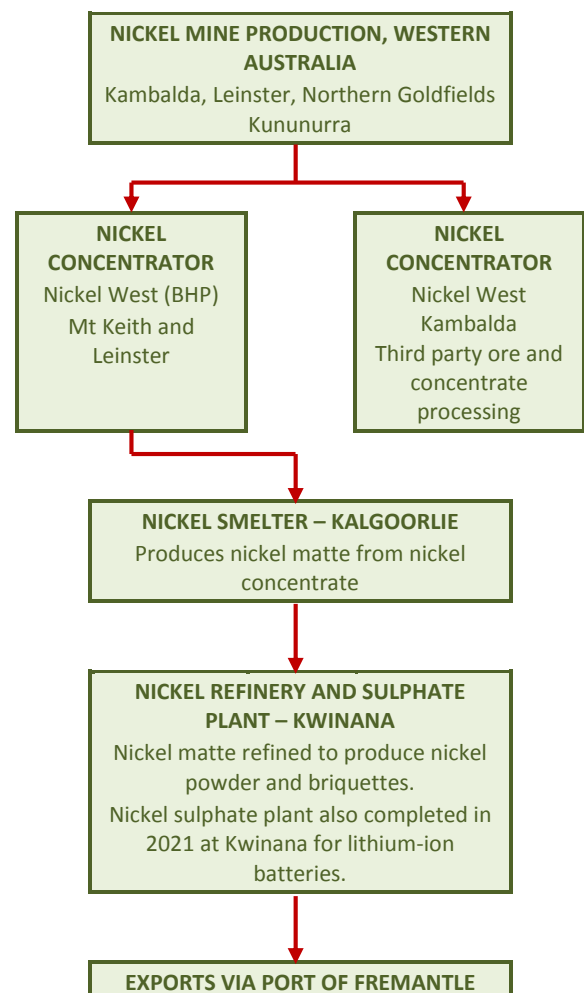 NICKEL MINE PRODUCTION, WESTERN
AUSTRALIA
Kambalda, Leinster, Northern Goldfields
Kununurra
NICKEL
CONCENTRATOR
Nickel West (BHP)
Mt Keith and
Leinster
NICKEL
CONCENTRATOR
Nickel West
Kambalda
Third party ore and
concentrate
processing
NICKEL SMELTER – KALGOORLIE
Produces nickel matte from nickel
concentrate
NICKEL REFINERY AND SULPHATE
PLANT – KWINANA
Nickel matte refined to produce nickel
powder and briquettes.
Nickel sulphate plant also completed in
2021 at Kwinana for lithium-ion
batteries.
EXPORTS VIA PORT OF FREMANTLE